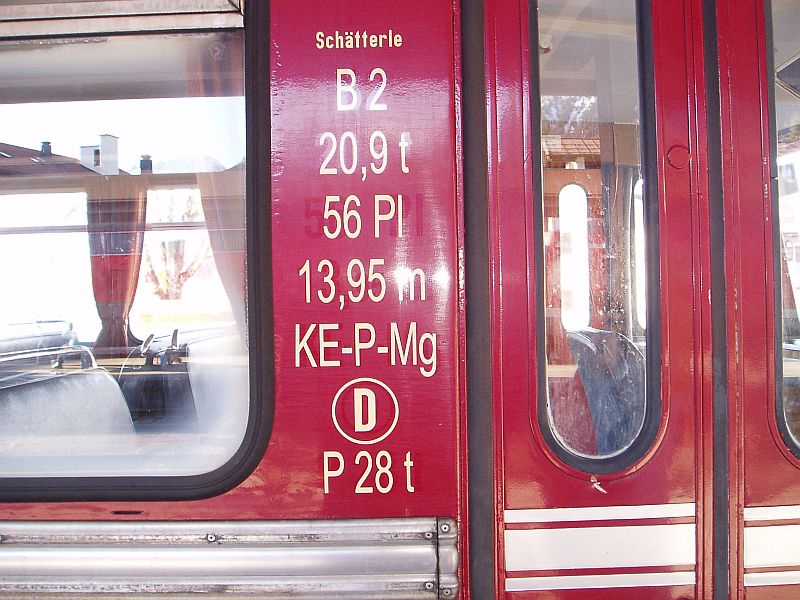 Schätterle
B 2
20,9 t
56 Pl
13,95 m
KE-P-Mg
D
P 28 t